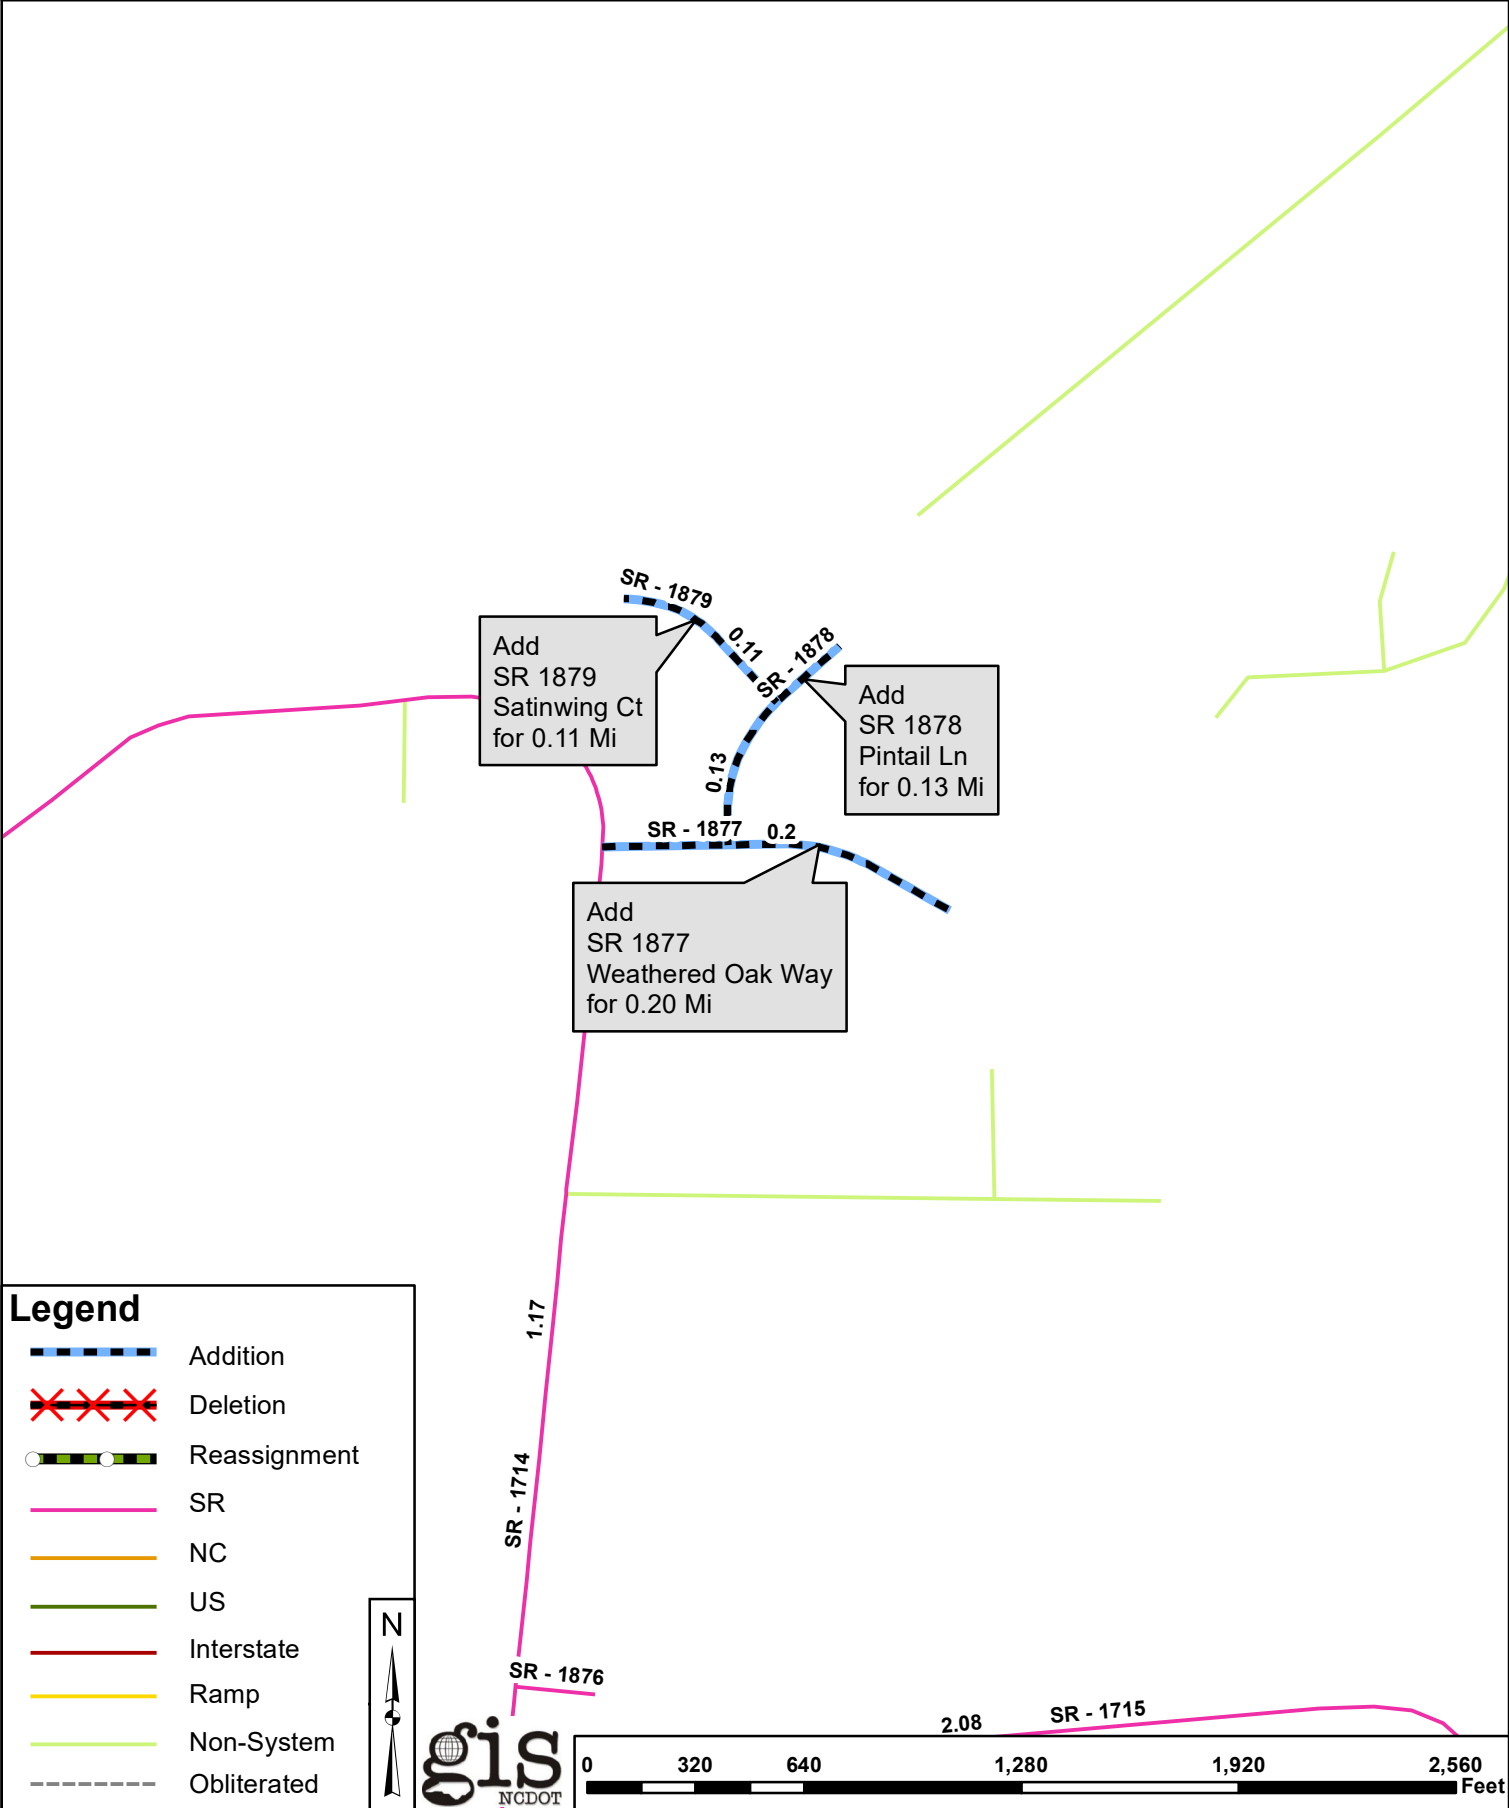 SR - 1879
0.11
SR - 1878
Add
SR 1879
Satinwing Ct
for 0.11 Mi
Add
SR 1878
Pintail Ln
for 0.13 Mi
0.13
SR - 1877
0.2
Add
SR 1877
Weathered Oak Way
for 0.20 Mi
1.17
SR - 1714
SR - 1876
2.08
SR - 1715
Legend
Addition
Deletion
Reassignment
SR
NC
US
Interstate
Ramp
Non-System
Obliterated
N
gis
NCDOT
0 320 640 1,280 1,920 2,560
Feet